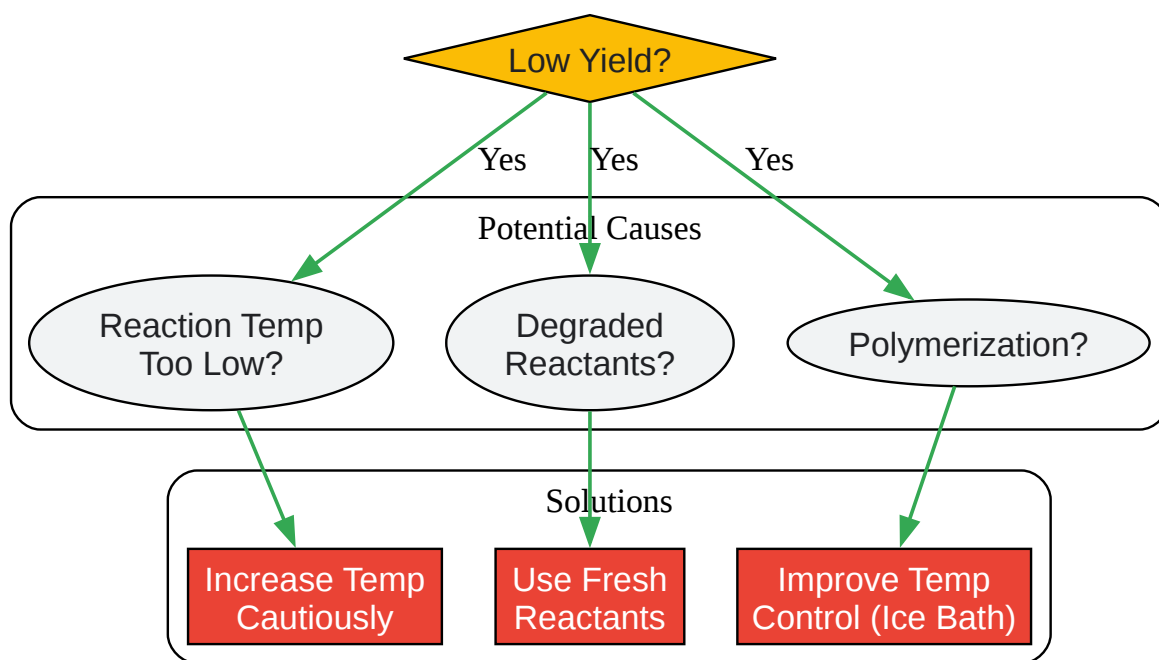 Low Yield?
Yes
Yes
Yes
Potential Causes
Reaction Temp
Too Low?
Degraded
Reactants?
Polymerization?
Solutions
Increase Temp
Cautiously
Use Fresh
Reactants
Improve Temp
Control (Ice Bath)